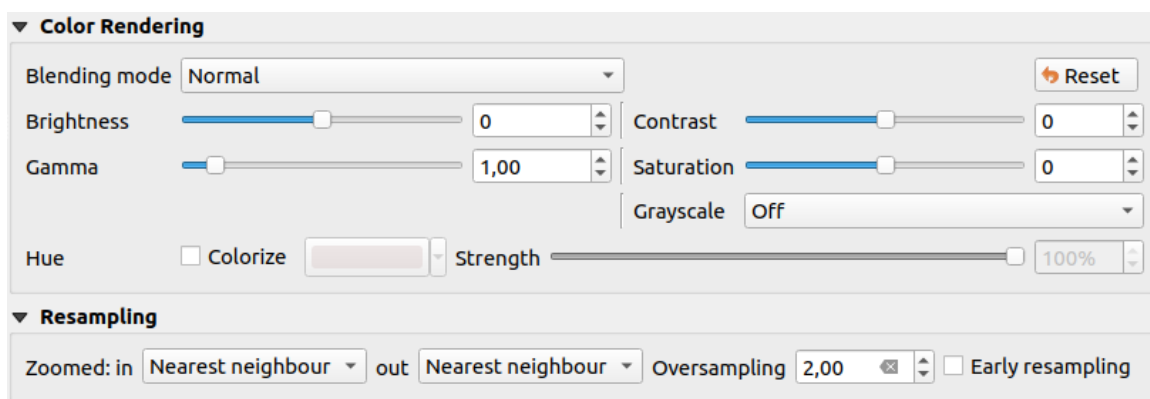 Color Rendering
Blending mode Normal Reset
Brightness 0 Contrast 0
Gamma 1,00 Saturation 0
Grayscale Off
Hue Colorize Strength 100%
Resampling
Zoomed: in Nearest neighbour out Nearest neighbour Oversampling 2,00 Early resampling